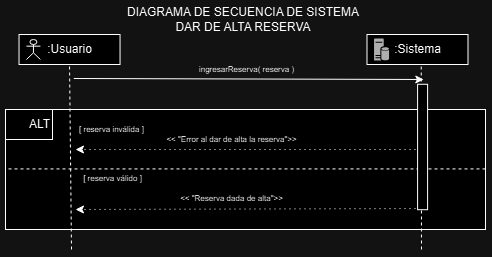 DIAGRAMA DE SECUENCIA DE SISTEMA
DAR DE ALTA RESERVA
:Usuario
:Sistema
ingresarReserva( reserva )
ALT
[ reserva inválida ]
<< "Error al dar de alta la reserva">>
[ reserva válido ]
<< "Reserva dada de alta">>